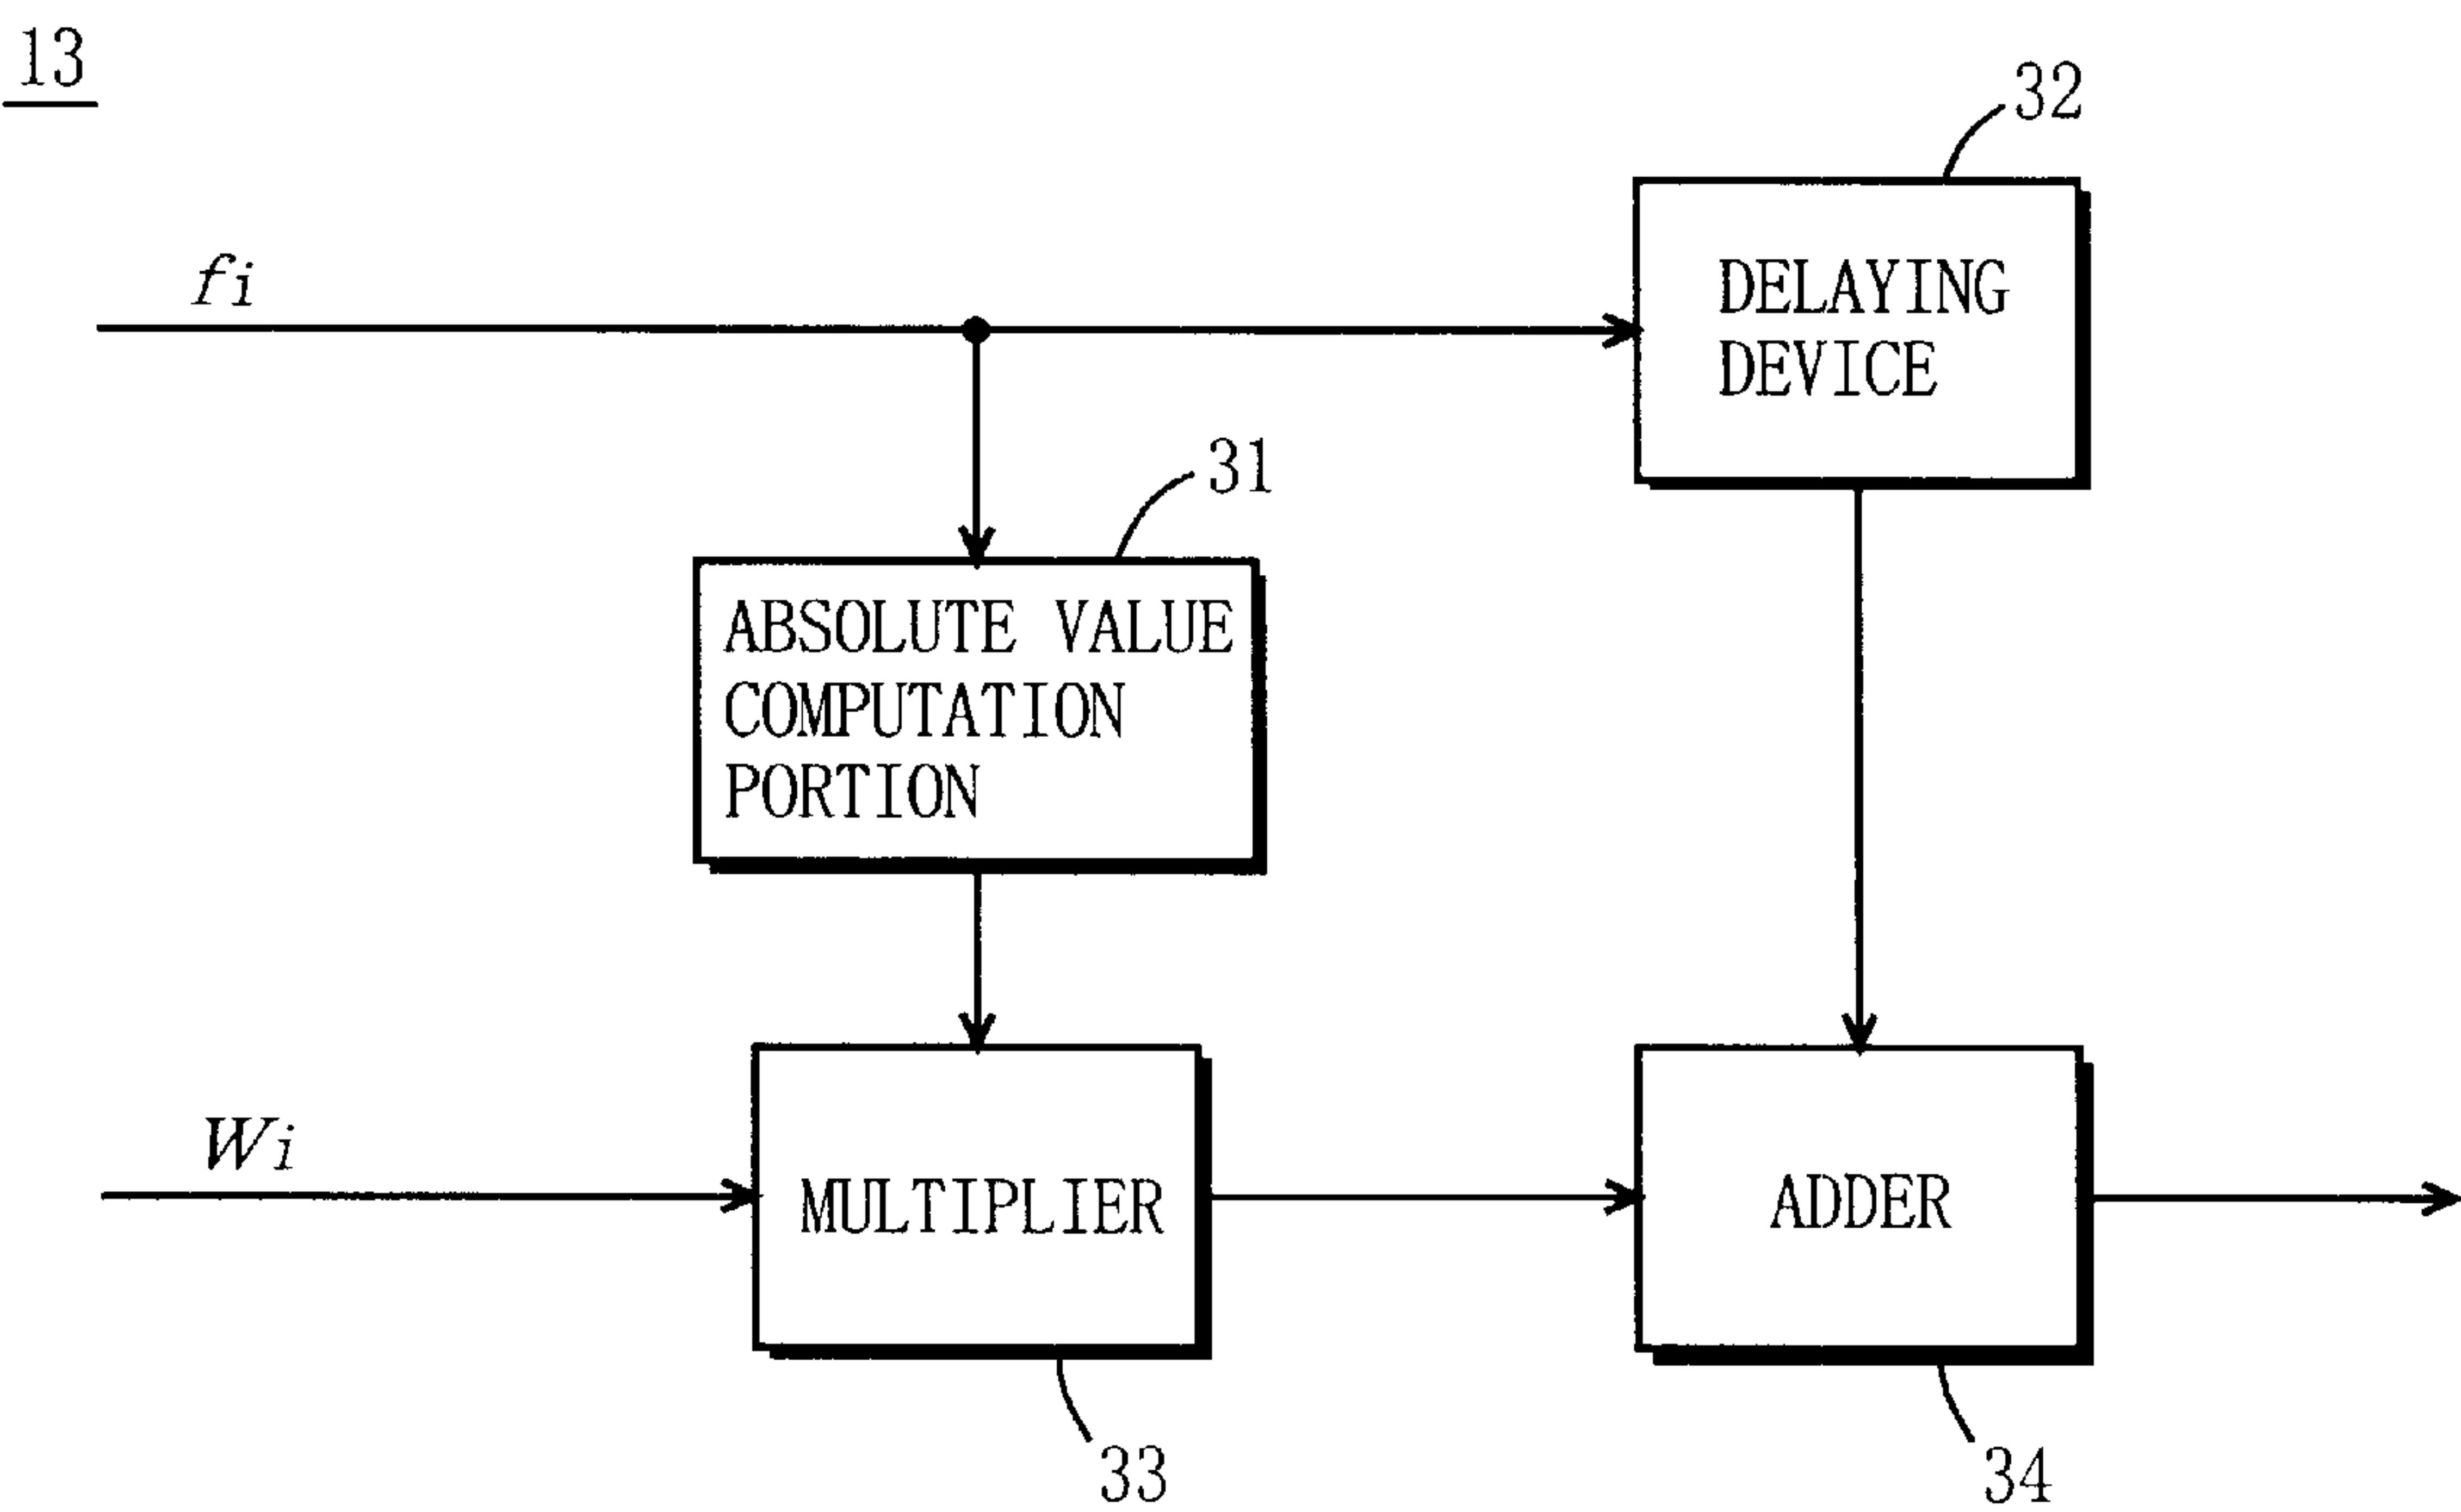 13
32
fi
DELAYING
DEVICE
31
ABSOLUTE VALUE
COMPUTATION
PORTION
Wi
MULTIPLIER
ADDER
33
34